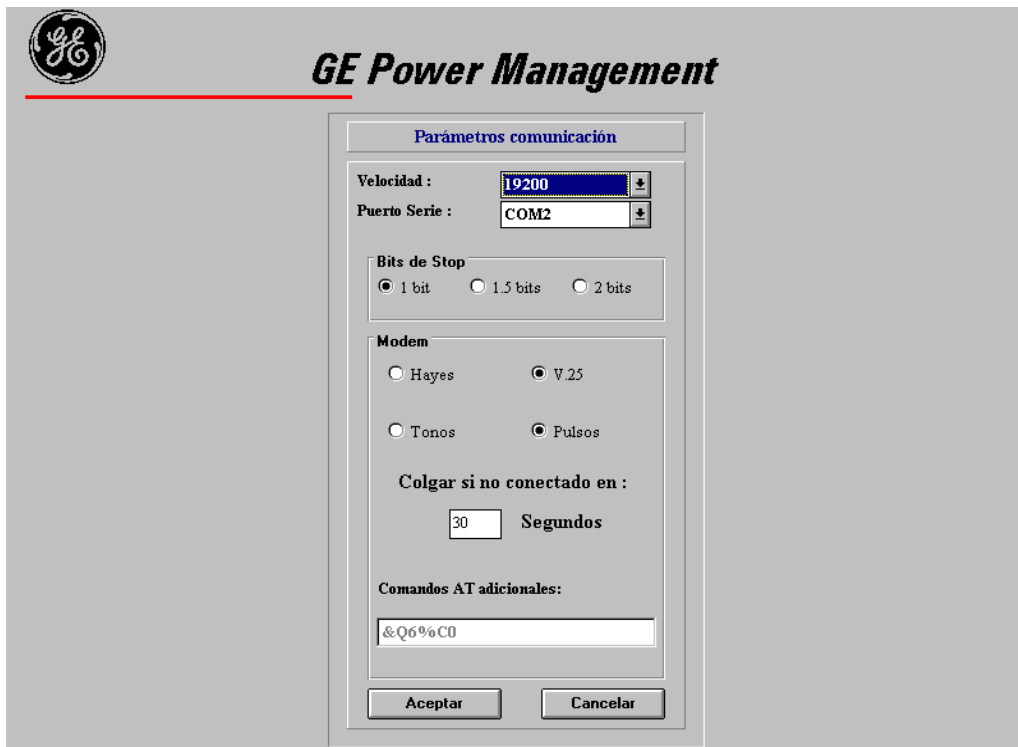 GE
GE Power Management
Parámetros comunicación
Velocidad : 19200
Puerto Serie : COM2
Bits de Stop
1 bit 1.5 bits 2 bits
Modem
Hayes V.25
Tonos Pulsos
Colgar si no conectado en :
30 Segundos
Comandos AT adicionales:
&Q6%C0
Aceptar Cancelar